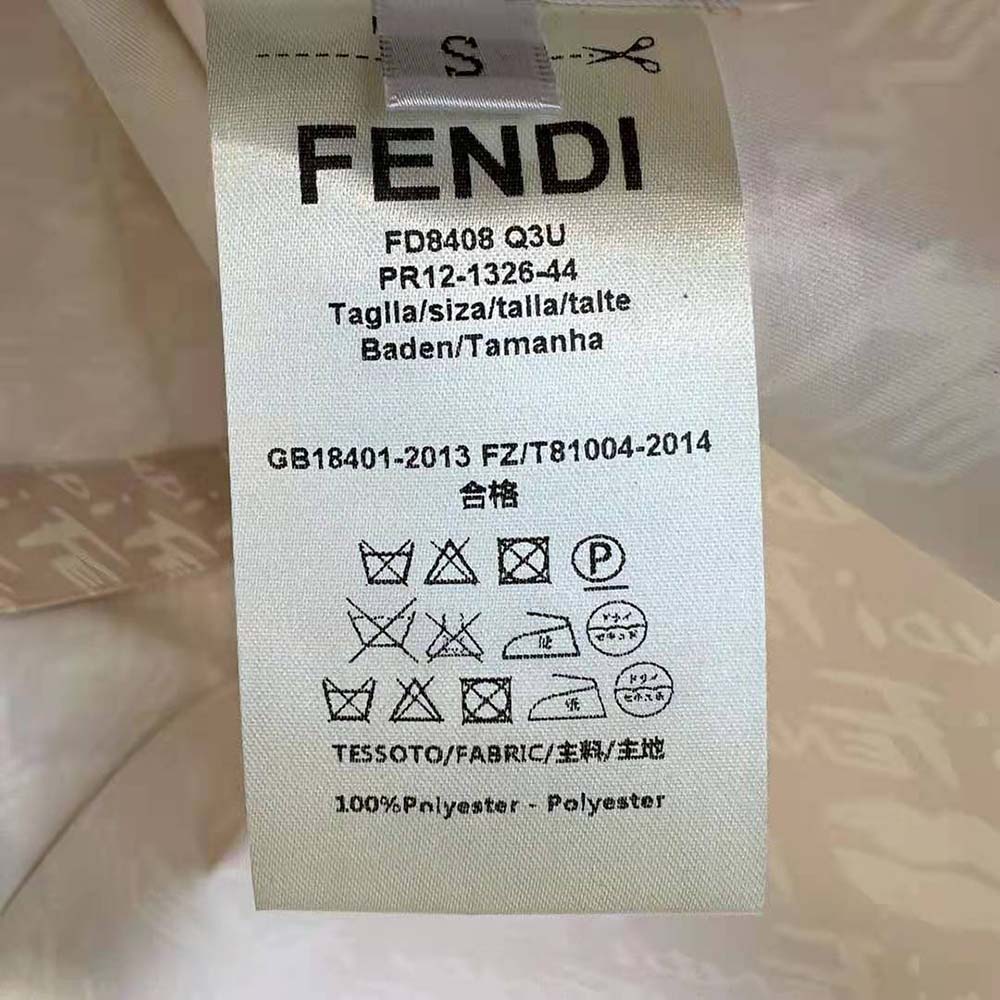 S
FENDI
FD8408 Q3U
PR12-1326-44
Taglla/siza/talla/talte
Baden/Tamanha
GB18401-2013 FZ/T81004-2014
合格
P
TESSOTO/FABRIC/主料/主地
100%Polyester - Polyester